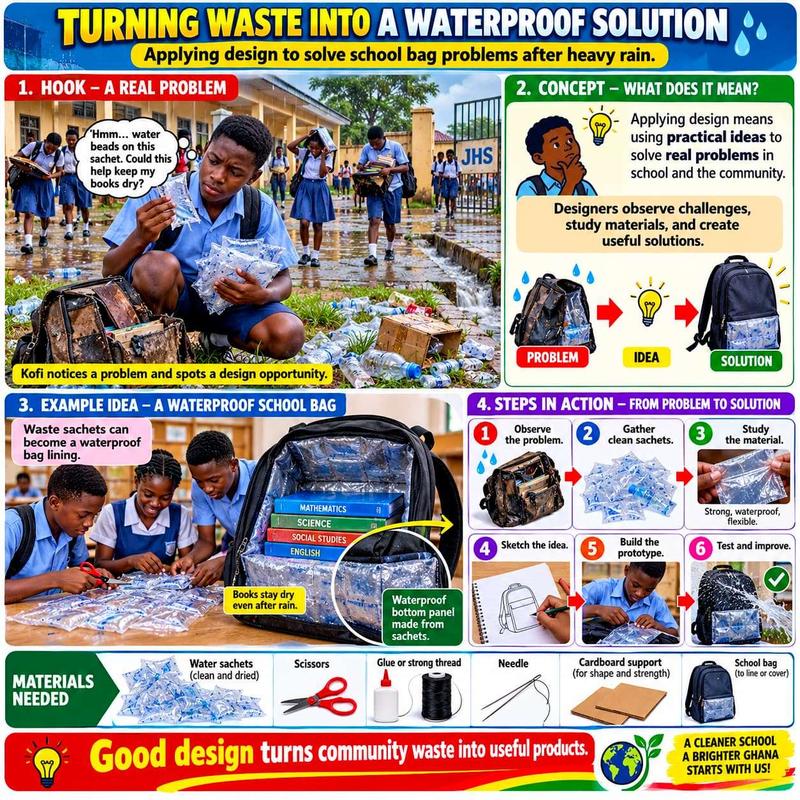 TURNING WASTE INTO A WATERPROOF SOLUTION
Applying design to solve school bag problems after heavy rain.
1. HOOK – A REAL PROBLEM
'Hmm... water
beads on this
sachet. Could this
help keep my
books dry?
JHS
Kofi notices a problem and spots a design opportunity.
2. CONCEPT – WHAT DOES IT MEAN?
Applying design means
using practical ideas to
solve real problems in
school and the community.
Designers observe challenges,
study materials, and create
useful solutions.
PROBLEM
IDEA
SOLUTION
3. EXAMPLE IDEA – A WATERPROOF SCHOOL BAG
Waste sachets can
become a waterproof
bag lining.
MATHEMATICS
SCIENCE
SOCIAL STUDIES
ENGLISH
Books stay dry
even after rain.
Waterproof
bottom panel
made from
sachets.
4. STEPS IN ACTION – FROM PROBLEM TO SOLUTION
1 Observe
the problem.
2 Gather
clean sachets.
3 Study
the material.
Strong, waterproof,
flexible.
4 Sketch the idea.
5 Build the
prototype.
6 Test and improve.
MATERIALS
NEEDED
Water sachets
(clean and dried)
Scissors
Glue or strong thread
Needle
Cardboard support
(for shape and strength)
School bag
(to line or cover)
Good design turns community waste into useful products.
A CLEANER SCHOOL
A BRIGHTER GHANA
STARTS WITH US!